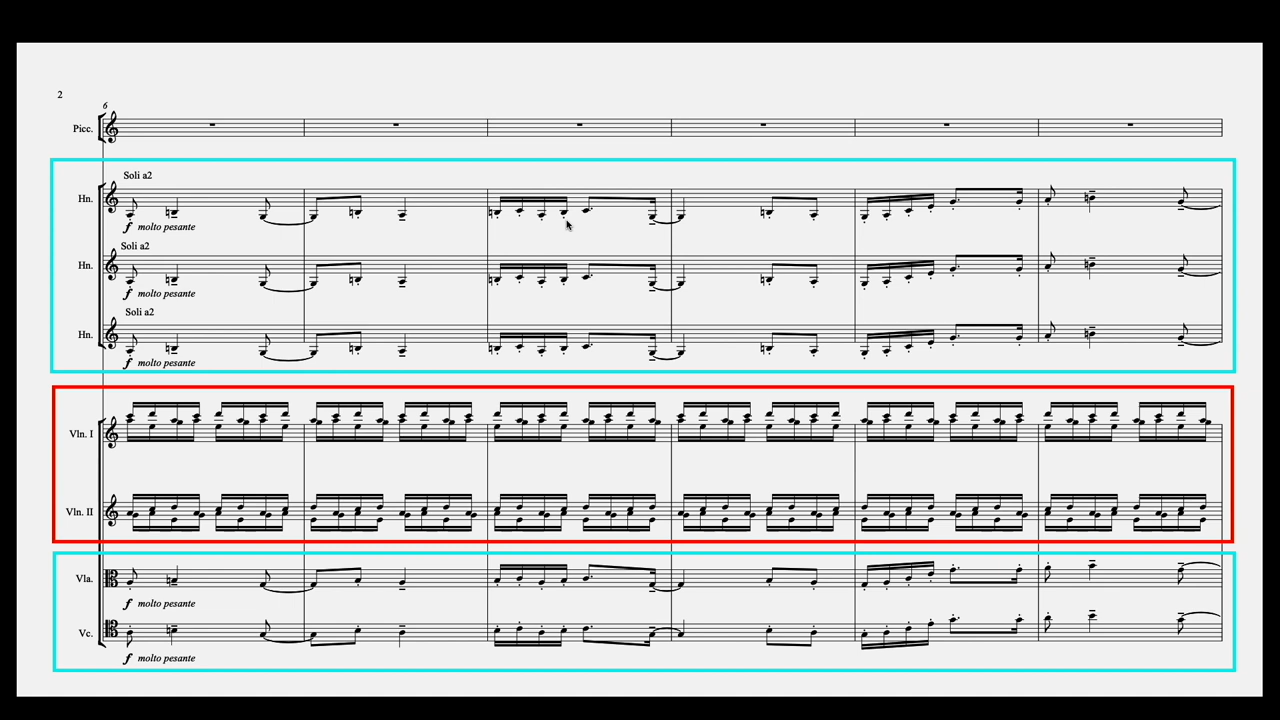 2
6
Picc.
Soli a2
Hn.
f molto pesante
Soli a2
Hn.
f molto pesante
Soli a2
Hn.
f molto pesante
Vln. I
Vln. II
Vla.
f molto pesante
Vc.
f molto pesante